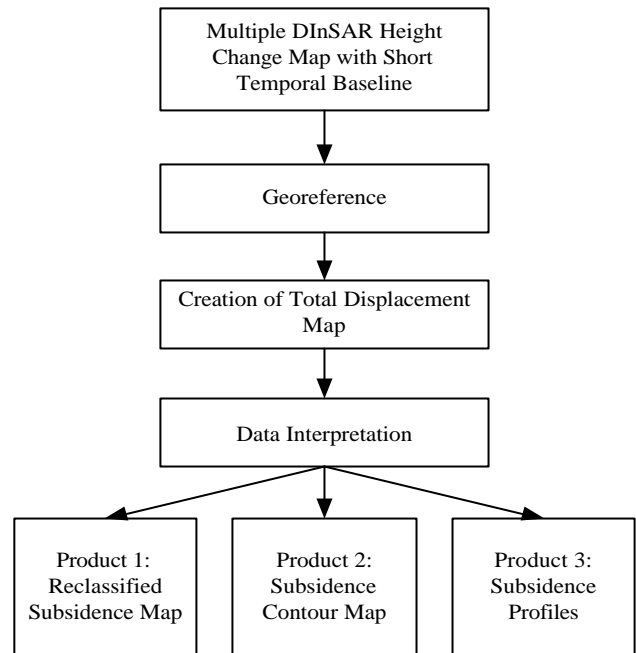 Multiple DInSAR Height
Change Map with Short
Temporal Baseline
Georeference
Creation of Total Displacement
Map
Data Interpretation
Product 1:
Reclassified
Subsidence Map
Product 2:
Subsidence
Contour Map
Product 3:
Subsidence
Profiles